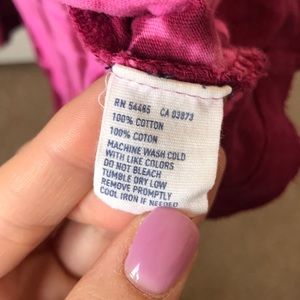 RN 54485 CA 03873
100% COTTON
100% COTON
MACHINE WASH COLD
WITH LIKE COLORS
DO NOT BLEACH
TUMBLE DRY LOW
REMOVE PROMPTLY
COOL IRON IF NEEDED